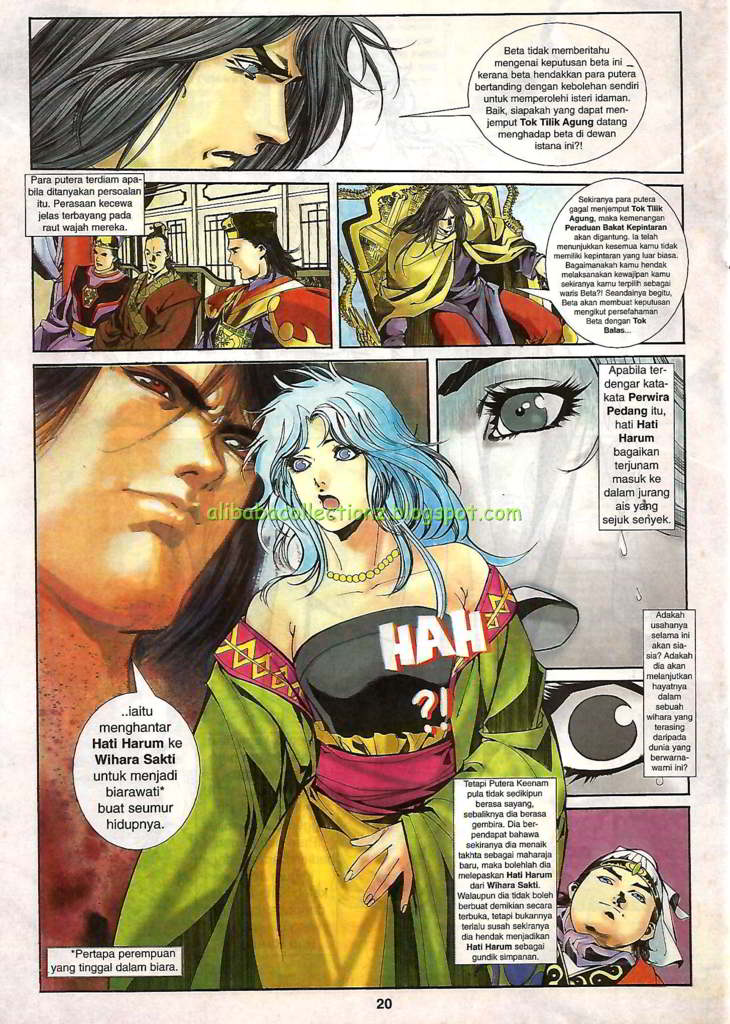 Beta tidak memberitahu
mengenai keputusan beta ini
kerana beta hendakkan para putera
bertanding dengan kebolehan sendiri
untuk memperolehi isteri idaman.
Baik, siapakah yang dapat men-
jemput Tok Tilik Agung datang
menghadap beta di dewan
istana ini?!
Para putera terdiam apa-
bila ditanyakan persoalan
itu. Perasaan kecewa
jelas terbayang pada
raut wajah mereka.
Sekiranya para putera
gagal menjemput Tok Tilik
Agung, maka kemenangan
Peraduan Bakat Kepintaran
akan digantung. Ia telah
menunjukkan kesemua kamu tidak
memiliki kepintaran yang luar biasa.
Bagaimanakah kamu hendak
melaksanakan kewajipan kamu
sekiranya kamu terpilih sebagai
waris Beta?! Seandainya begitu,
Beta akan membuat keputusan
mengikut persefahaman
Beta dengan Tok
Balas...
Apabila ter-
dengar kata-
kata Perwira
Pedang itu,
hati Hati
Harum
bagaikan
terjunam
masuk ke
dalam jurang
ais yang
sejuk senyek.
alibabacollectionz.blogspot.com
HAH
?!
Adakah
usahanya
selama ini
akan sia-
sia? Adakah
dia akan
melanjutkan
hayatnya
dalam
sebuah
wihara yang
terasing
daripada
dunia yang
berwarna-
warni ini?
..iaitu
menghantar
Hati Harum ke
Wihara Sakti
untuk menjadi
biarawati*
buat seumur
hidupnya.
Tetapi Putera Keenam
pula tidak sedikipun
berasa sayang,
sebaliknya dia berasa
gembira. Dia ber-
pendapat bahawa
sekiranya dia menaik
takhta sebagai maharaja
baru, maka bolehlah dia
melepaskan Hati Harum
dari Wihara Sakti.
Walaupun dia tidak boleh
berbuat demikian secara
terbuka, tetapi bukannya
terlalu susah sekiranya
dia hendak menjadikan
Hati Harum sebagai
gundik simpanan.
*Pertapa perempuan
yang tinggal dalam biara.
20